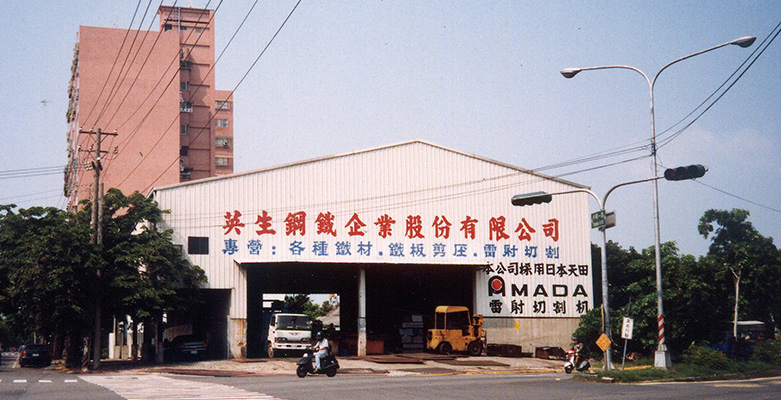 英生鋼鐵企業股份有限公司
專營：各種鐵材．鐵板剪压．雷射切割
本公司採用日本天田
AMADA
雷射切割机